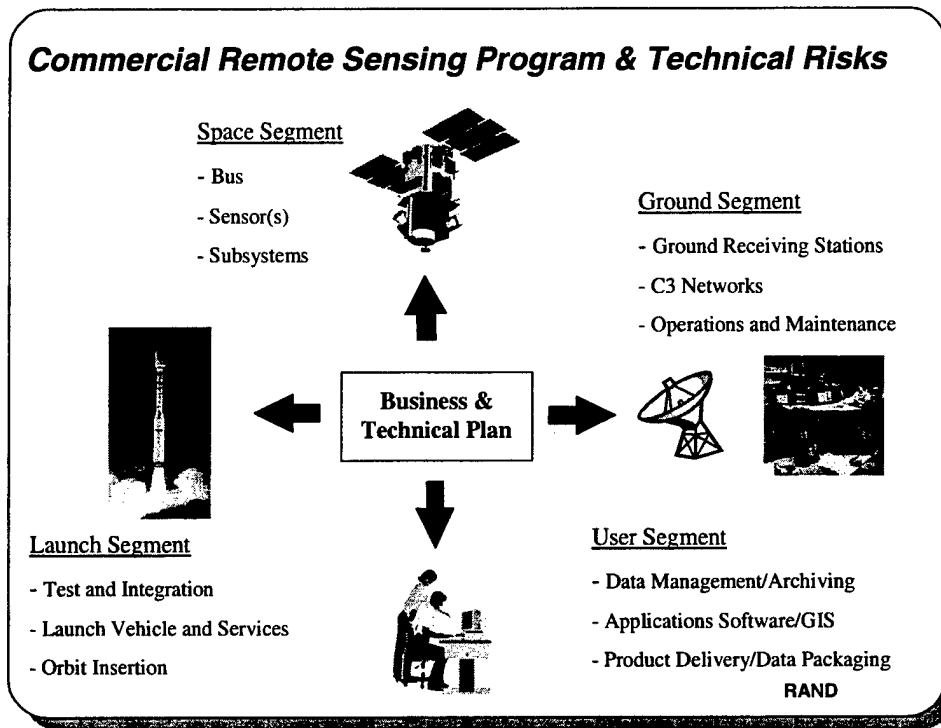 Commercial Remote Sensing Program & Technical Risks
Space Segment
- Bus
- Sensor(s)
- Subsystems
Ground Segment
- Ground Receiving Stations
- C3 Networks
- Operations and Maintenance
Business &
Technical Plan
Launch Segment
- Test and Integration
- Launch Vehicle and Services
- Orbit Insertion
User Segment
- Data Management/Archiving
- Applications Software/GIS
- Product Delivery/Data Packaging
RAND